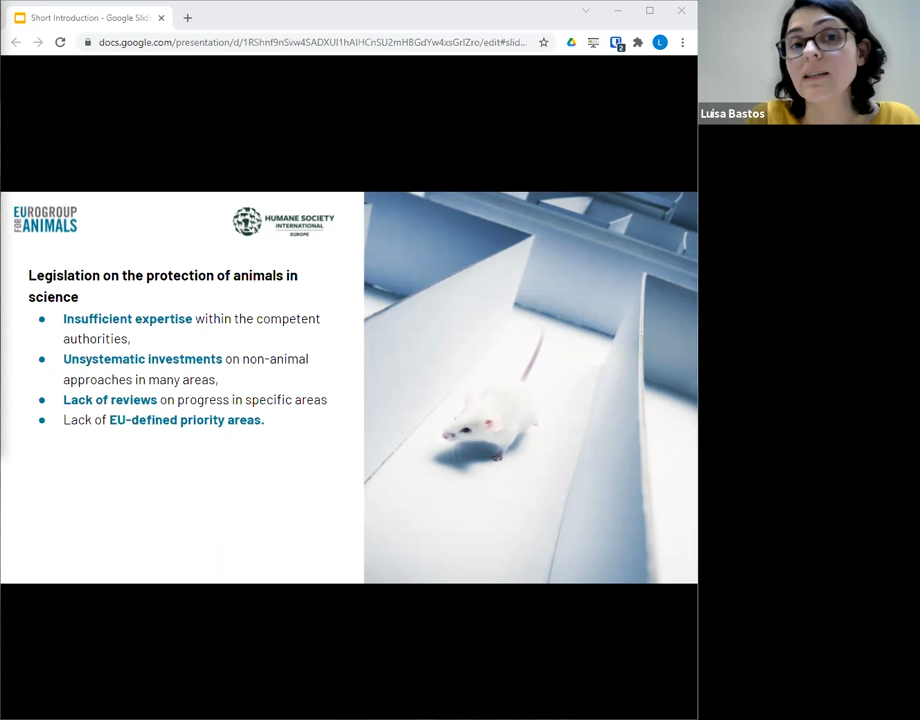 Short Introduction - Google Slid
docs.google.com/presentation/d/1RShnf9nSvw4SADXUI1hAlHCnSU2mHBGdYw4xsGrIZro/edit#slid...
2
L
Luisa Bastos
EUROGROUP
FOR ANIMALS
HUMANE SOCIETY
INTERNATIONAL
EUROPE
Legislation on the protection of animals in
science
● Insufficient expertise within the competent
authorities,
● Unsystematic investments on non-animal
approaches in many areas,
● Lack of reviews on progress in specific areas
● Lack of EU-defined priority areas.